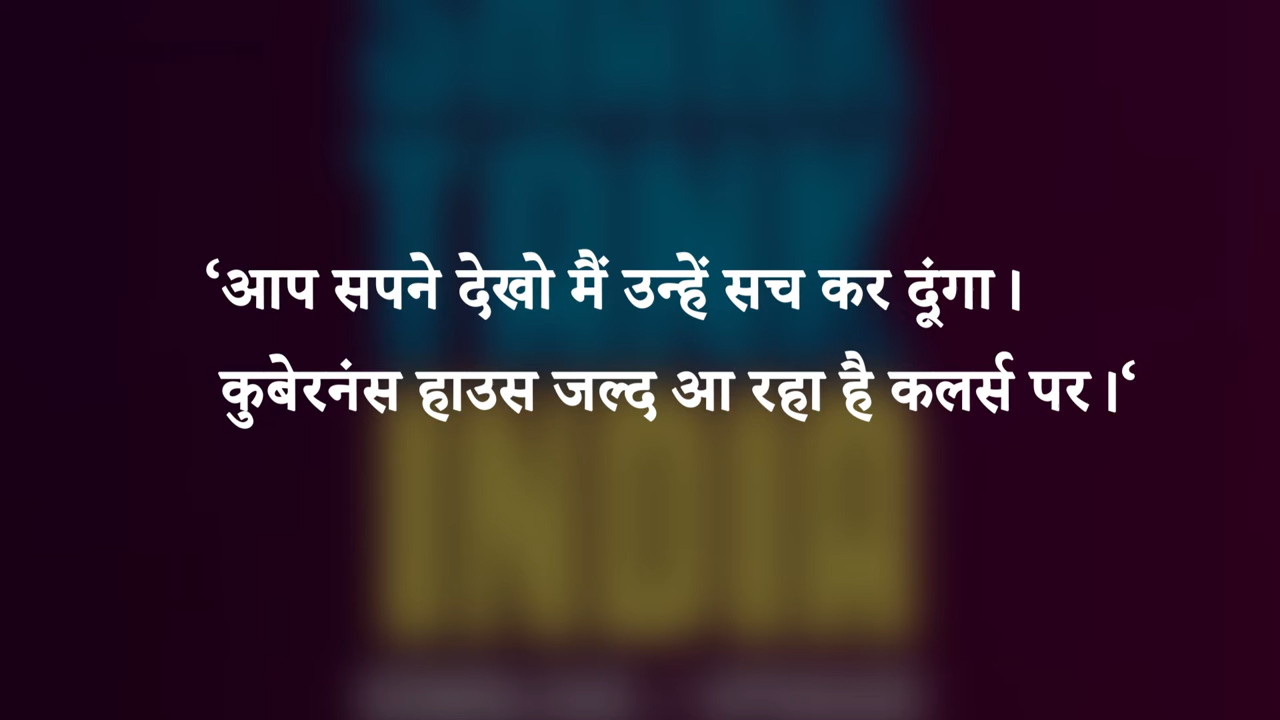 ‘आप सपने देखो मैं उन्हें सच कर दूंगा।
कुबेरनंस हाउस जल्द आ रहा है कलर्स पर।‘